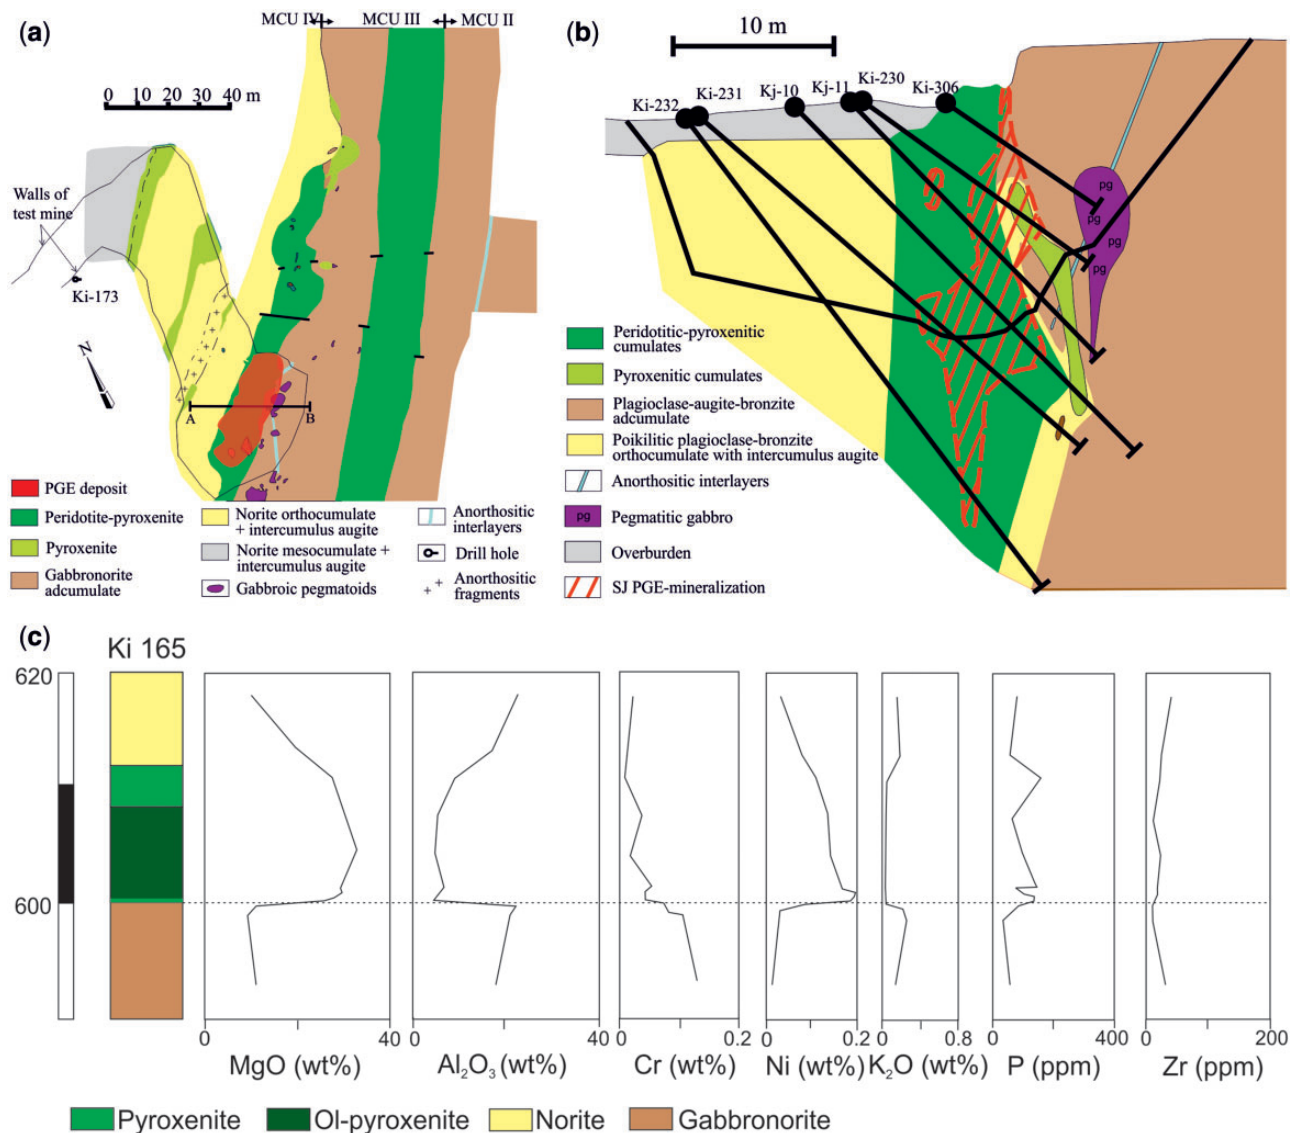 (a)
MCU IV
MCU III
MCU II
0 10 20 30 40 m
Walls of
test mine
Ki-173
N
A
B
PGE deposit
Peridotite-pyroxenite
Pyroxenite
Gabbronorite
adcumulate
Norite orthocumulate
+ intercumulus augite
Norite mesocumulate +
intercumulus augite
Gabbroic pegmatoids
Anorthositic
interlayers
Drill hole
Anorthositic
fragments
(b)
10 m
Ki-232
Ki-231
Kj-10
Kj-11
Ki-230
Ki-306
pg
pg
pg
pg
Peridotitic-pyroxenitic
cumulates
Pyroxenitic cumulates
Plagioclase-augite-bronzite
adcumulate
Poikilitic plagioclase-bronzite
orthocumulate with intercumulus augite
Anorthositic interlayers
pg
Pegmatitic gabbro
Overburden
SJ PGE-mineralization
(c)
Ki 165
620
600
0 40
MgO (wt%)
0 40
Al₂O₃ (wt%)
0 0.2
Cr (wt%)
0 0.2
Ni (wt%)
0 0.8
K₂O (wt%)
0 400
P (ppm)
0 200
Zr (ppm)
Pyroxenite
Ol-pyroxenite
Norite
Gabbronorite